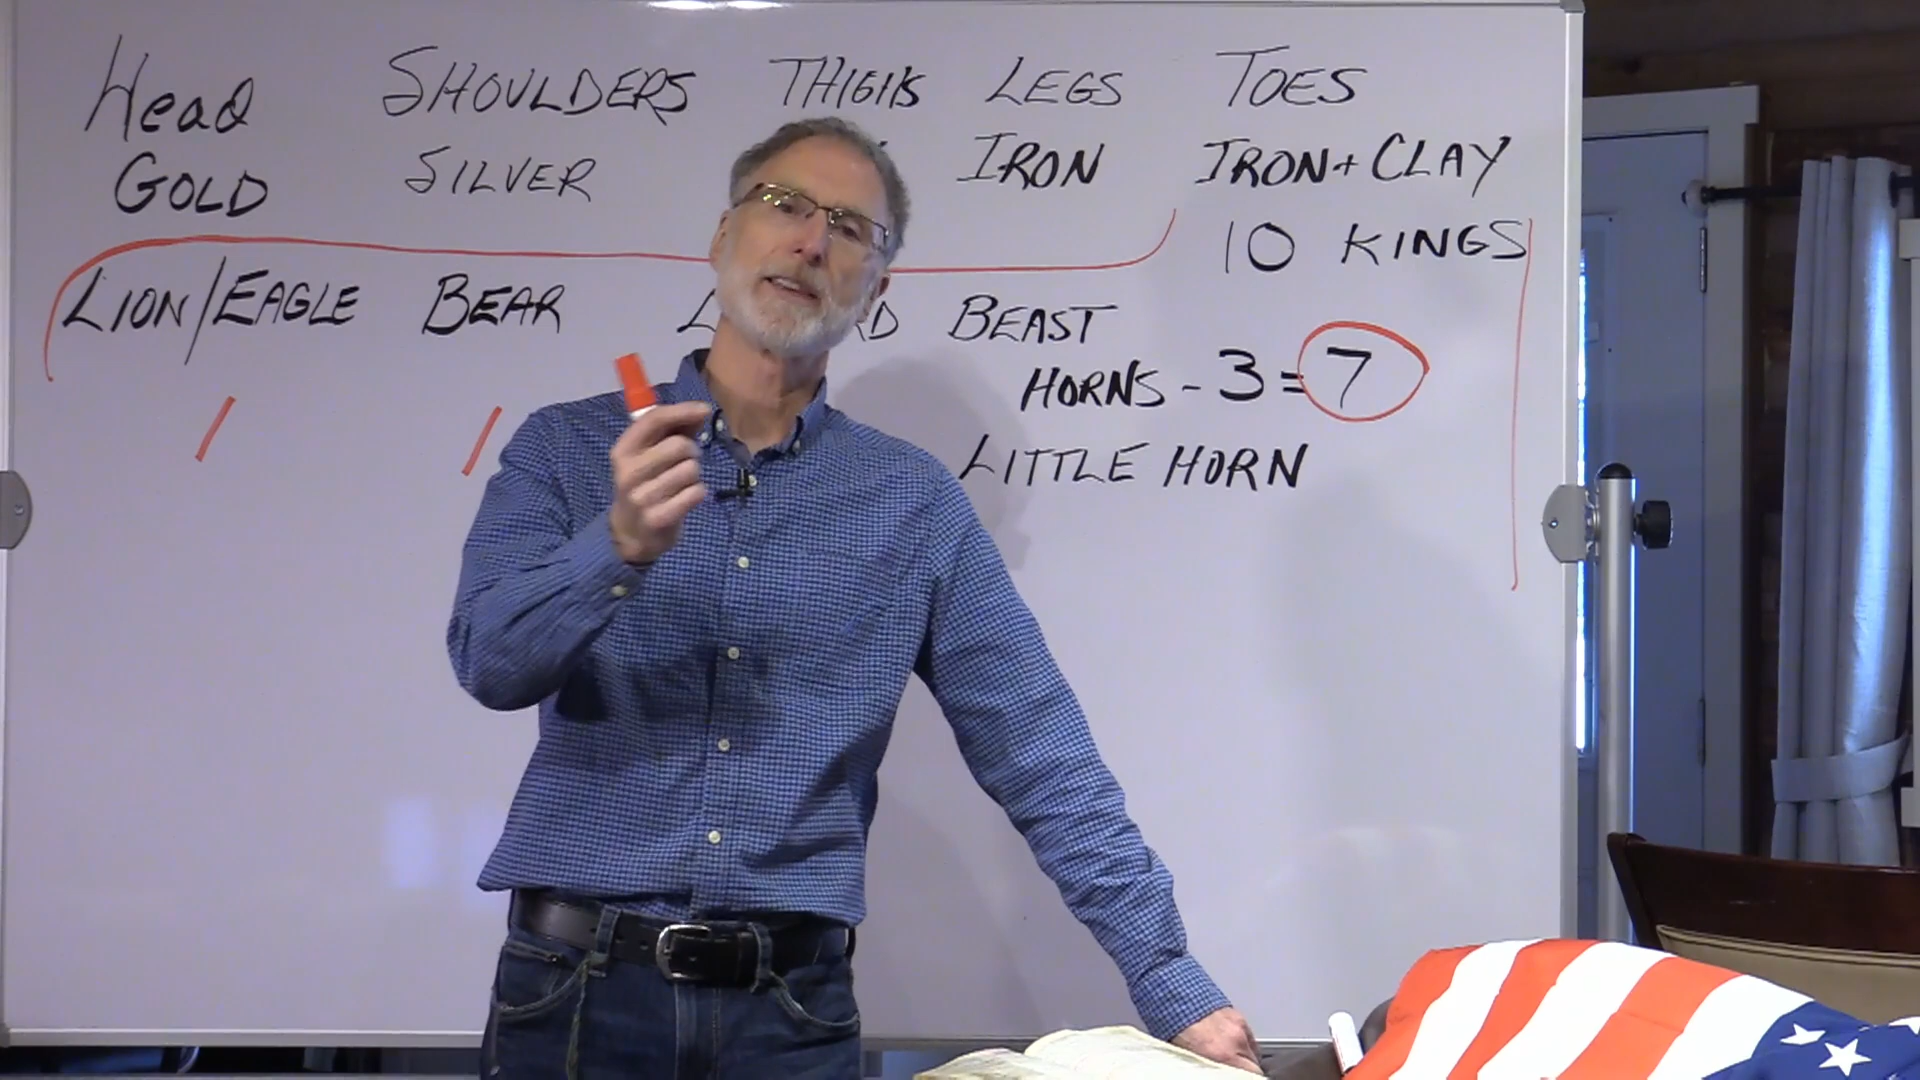 Head SHOULDERS THIGHS LEGS TOES
GOLD SILVER IRON IRON + CLAY
10 KINGS
LION/EAGLE BEAR BEAST
HORNS - 3 = 7
LITTLE HORN